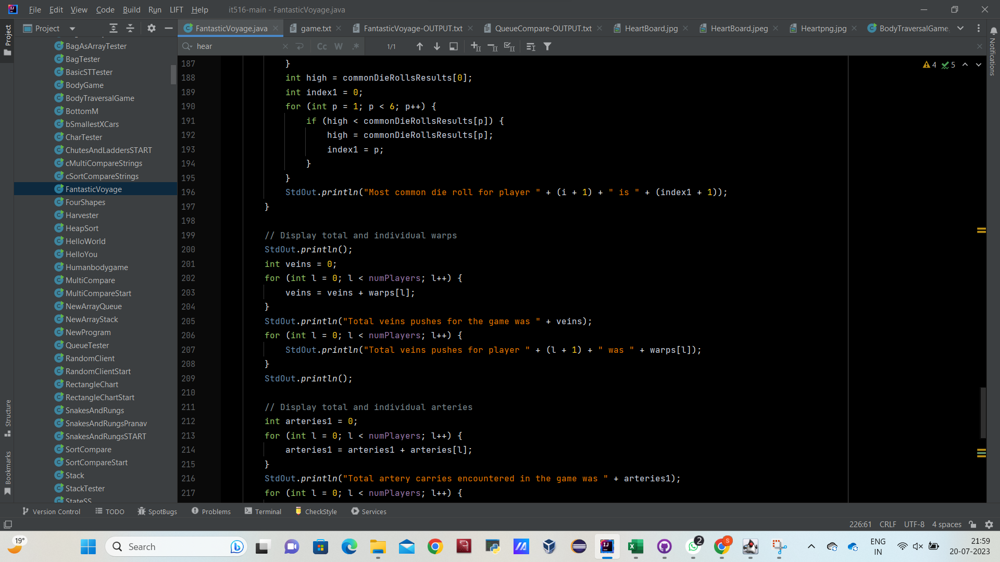 File Edit View Code Build Run LIFT Help it516-main - FantasticVoyage.java
Project
FantasticVoyage.java game.txt FantasticVoyage-OUTPUT.txt QueueCompare-OUTPUT.txt HeartBoard.jpg HeartBoard.jpeg Heartpng.jpg BodyTraversalGame.
hear Cc W .* 1/1
Project
Structure
Bookmarks
Notifications
4 5
BagAsArrayTester
BagTester
BasicSTTester
BodyGame
BodyTraversalGame
BottomM
bSmallestXCars
CharTester
ChutesAndLaddersSTART
cMultiCompareStrings
cSortCompareStrings
FantasticVoyage
FourShapes
Harvester
HeapSort
HelloWorld
HelloYou
Humanbodygame
MultiCompare
MultiCompareStart
NewArrayQueue
NewArrayStack
NewProgram
QueueTester
RandomClient
RandomClientStart
RectangleChart
RectangleChartStart
SnakesAndRungs
SnakesAndRungsPranav
SnakesAndRungsSTART
SortCompare
SortCompareStart
Stack
StackTester
StateSS
187 }
188 int high = commonDieRollsResults[0];
189 int index1 = 0;
190 for (int p = 1; p < 6; p++) {
191 if (high < commonDieRollsResults[p]) {
192 high = commonDieRollsResults[p];
193 index1 = p;
194 }
195 }
196 StdOut.println("Most common die roll for player " + (i + 1) + " is " + (index1 + 1));
197 }
198
199 // Display total and individual warps
200 StdOut.println();
201 int veins = 0;
202 for (int l = 0; l < numPlayers; l++) {
203 veins = veins + warps[l];
204 }
205 StdOut.println("Total veins pushes for the game was " + veins);
206 for (int l = 0; l < numPlayers; l++) {
207 StdOut.println("Total veins pushes for player " + (l + 1) + " was " + warps[l]);
208 }
209 StdOut.println();
210
211 // Display total and individual arteries
212 int arteries1 = 0;
213 for (int l = 0; l < numPlayers; l++) {
214 arteries1 = arteries1 + arteries[l];
215 }
216 StdOut.println("Total artery carries encountered in the game was " + arteries1);
217 for (int l = 0; l < numPlayers; l++) {
Version Control TODO SpotBugs Problems Terminal CheckStyle Services
226:61 CRLF UTF-8 4 spaces
19° Search 2 S ENG 21:59
IN 20-07-2023